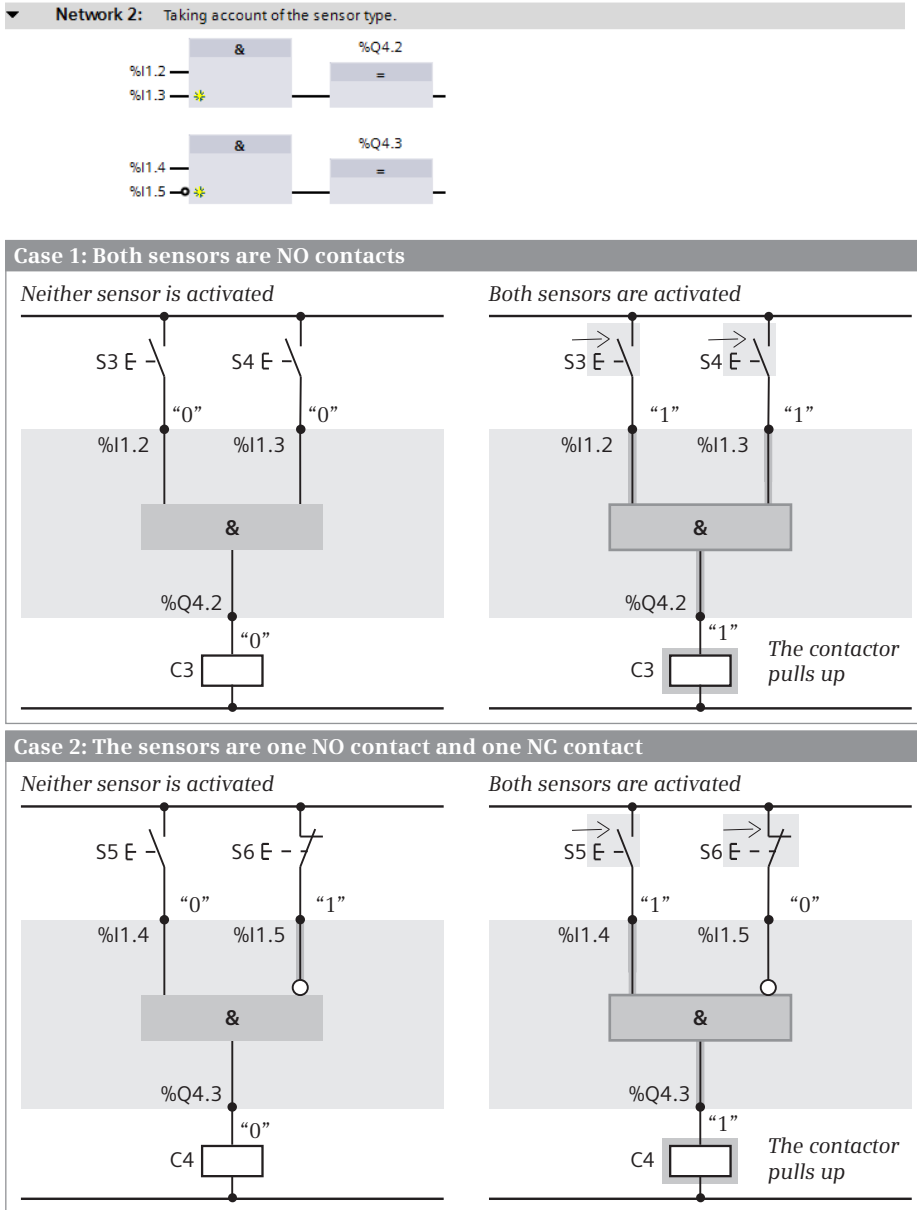 Network 2: Taking account of the sensor type.
& %Q4.2
=
%I1.2
%I1.3
& %Q4.3
=
%I1.4
%I1.5
Case 1: Both sensors are NO contacts
Neither sensor is activated
S3 S4
“0” “0”
%I1.2 %I1.3
&
%Q4.2
“0”
C3
Both sensors are activated
S3 S4
“1” “1”
%I1.2 %I1.3
&
%Q4.2
“1”
C3
The contactor
pulls up
Case 2: The sensors are one NO contact and one NC contact
Neither sensor is activated
S5 S6
“0” “1”
%I1.4 %I1.5
&
%Q4.3
“0”
C4
Both sensors are activated
S5 S6
“1” “0”
%I1.4 %I1.5
&
%Q4.3
“1”
C4
The contactor
pulls up